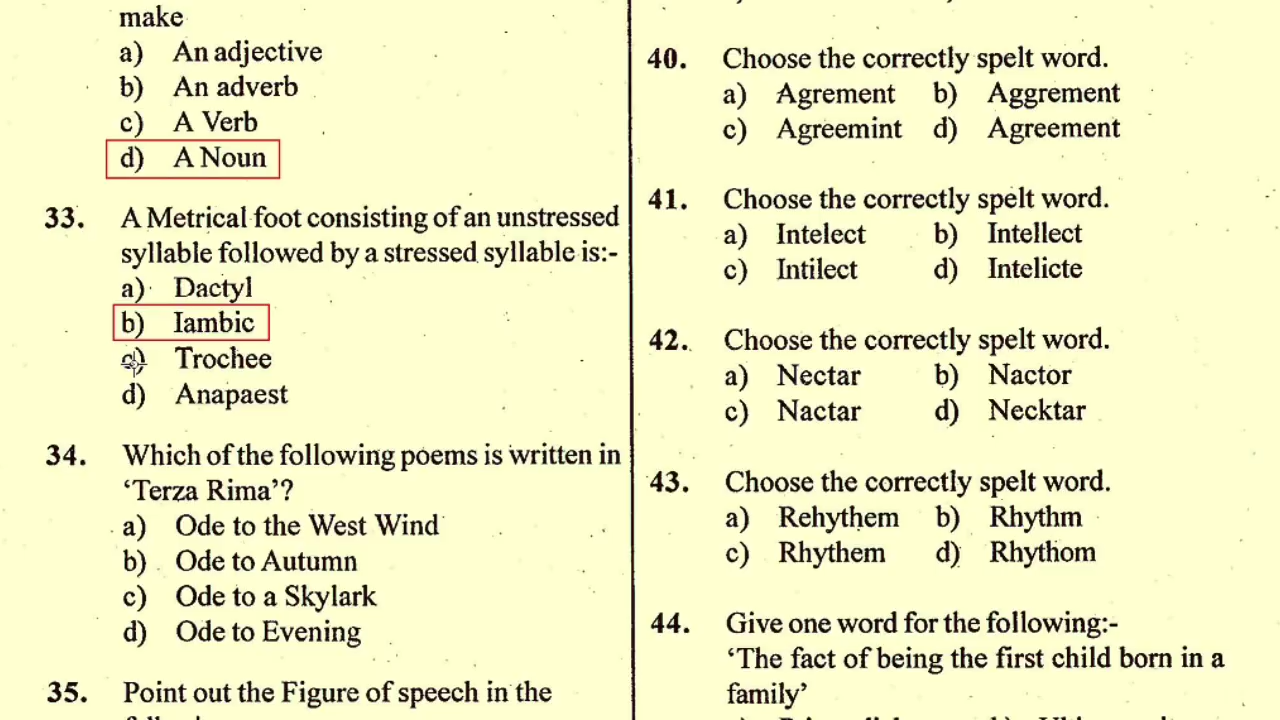 make
a) An adjective
b) An adverb
c) A Verb
d) A Noun
33. A Metrical foot consisting of an unstressed
syllable followed by a stressed syllable is:-
a) Dactyl
b) Iambic
c) Trochee
d) Anapaest
34. Which of the following poems is written in
‘Terza Rima’?
a) Ode to the West Wind
b) Ode to Autumn
c) Ode to a Skylark
d) Ode to Evening
35. Point out the Figure of speech in the
40. Choose the correctly spelt word.
a) Agrement b) Aggrement
c) Agreemint d) Agreement
41. Choose the correctly spelt word.
a) Intelect b) Intellect
c) Intilect d) Intelicte
42. Choose the correctly spelt word.
a) Nectar b) Nactor
c) Nactar d) Necktar
43. Choose the correctly spelt word.
a) Rehythem b) Rhythm
c) Rhythem d) Rhythom
44. Give one word for the following:-
‘The fact of being the first child born in a
family’